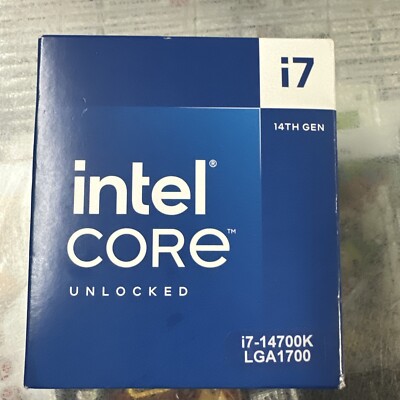 i7
14TH GEN
intel®
CORE™
UNLOCKED
i7-14700K
LGA1700